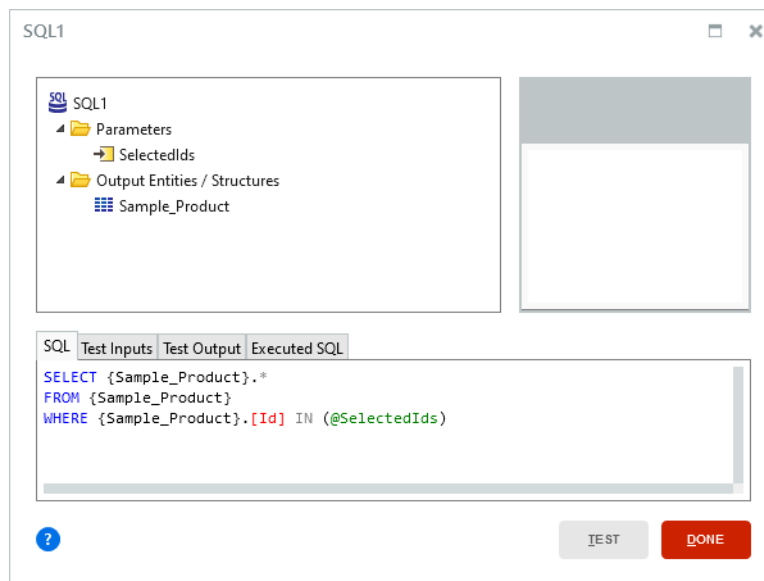 SQL1
SQL SQL1
Parameters
SelectedIds
Output Entities / Structures
Sample_Product
SQL Test Inputs Test Output Executed SQL
SELECT {Sample_Product}.*
FROM {Sample_Product}
WHERE {Sample_Product}.[Id] IN (@SelectedIds)
? TEST DONE